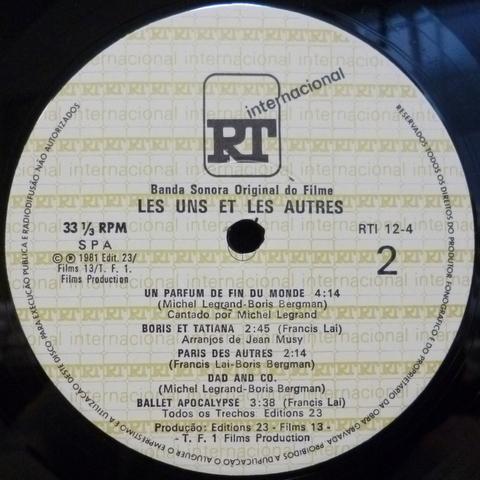 internacional
RT
Banda Sonora Original do Filme
LES UNS ET LES AUTRES
33 1/3 RPM
SPA
© ℗ 1981 Edit. 23/
Films 13/T. F. 1.
Films Production
RTI 12-4
2
UN PARFUM DE FIN DU MONDE 4:14
(Michel Legrand-Boris Bergman)
Cantado por Michel Legrand
BORIS ET TATIANA 2:45 (Francis Lai)
Arranjos de Jean Musy
PARIS DES AUTRES 2:14
(Francis Lai-Boris Bergman)
DAD AND CO.
(Michel Legrand-Boris Bergman)
BALLET APOCALYPSE 3:38 (Francis Lai)
Todos os Trechos Editions 23
Produção: Editions 23 - Films 13 -
- T. F. 1 Films Production
RESERVADOS TODOS OS DIREITOS DO PRODUTOR FONOGRÁFICO E DO PROPRIETÁRIO DA OBRA GRAVADA PROIBIDOS A DUPLICAÇÃO O ALUGUER O EMPRÉSTIMO E A UTILIZAÇÃO DESTE DISCO PARA EXECUÇÃO PUBLICA E RADIODIFUSÃO NÃO AUTORIZADOS